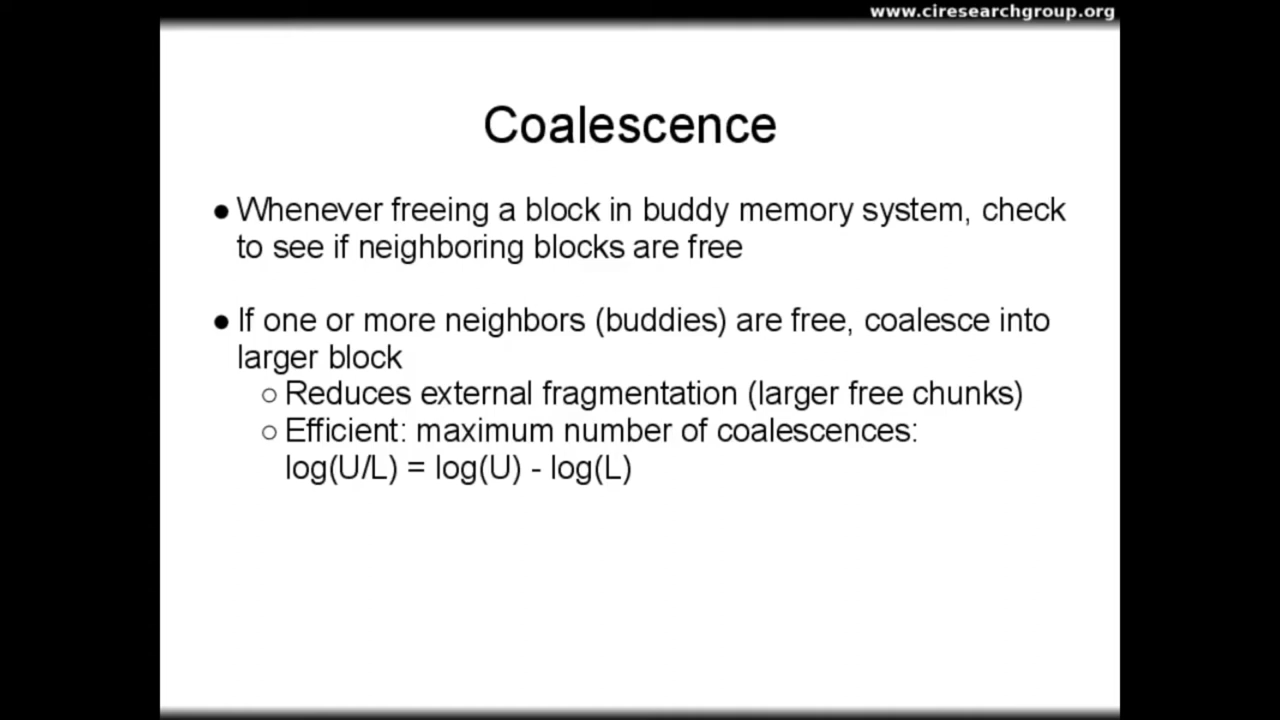 www.ciresearchgroup.org
Coalescence
● Whenever freeing a block in buddy memory system, check
to see if neighboring blocks are free
● If one or more neighbors (buddies) are free, coalesce into
larger block
○ Reduces external fragmentation (larger free chunks)
○ Efficient: maximum number of coalescences:
log(U/L) = log(U) - log(L)